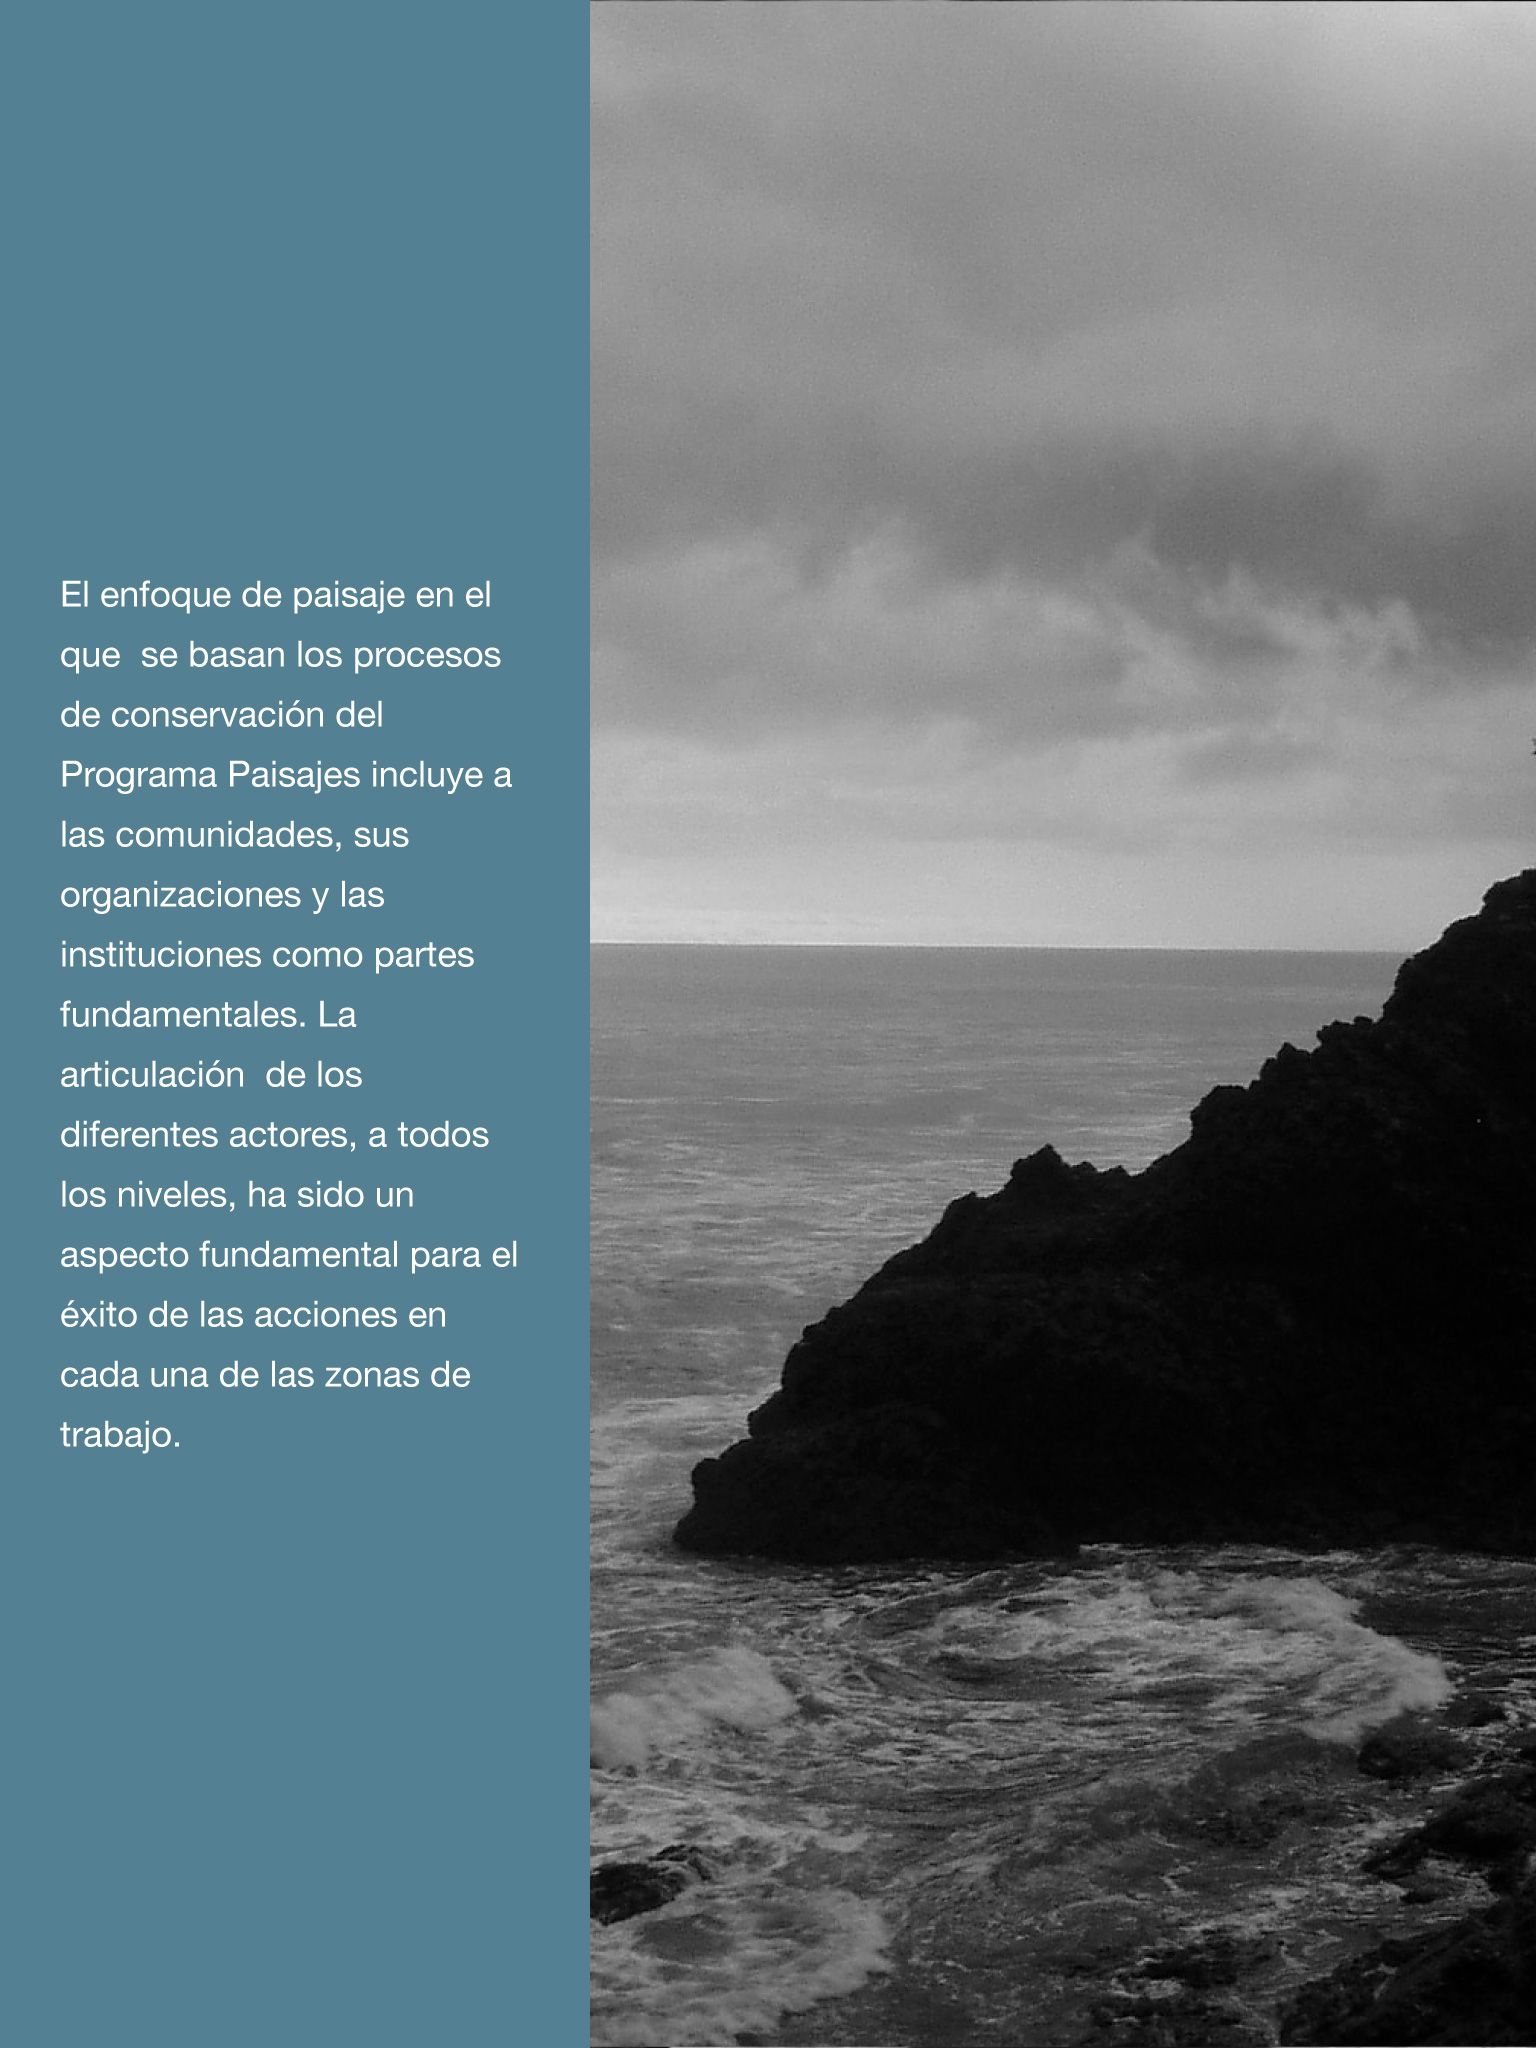 El enfoque de paisaje en el
que  se basan los procesos
de conservación del
Programa Paisajes incluye a
las comunidades, sus
organizaciones y las
instituciones como partes
fundamentales. La
articulación  de los
diferentes actores, a todos
los niveles, ha sido un
aspecto fundamental para el
éxito de las acciones en
cada una de las zonas de
trabajo.